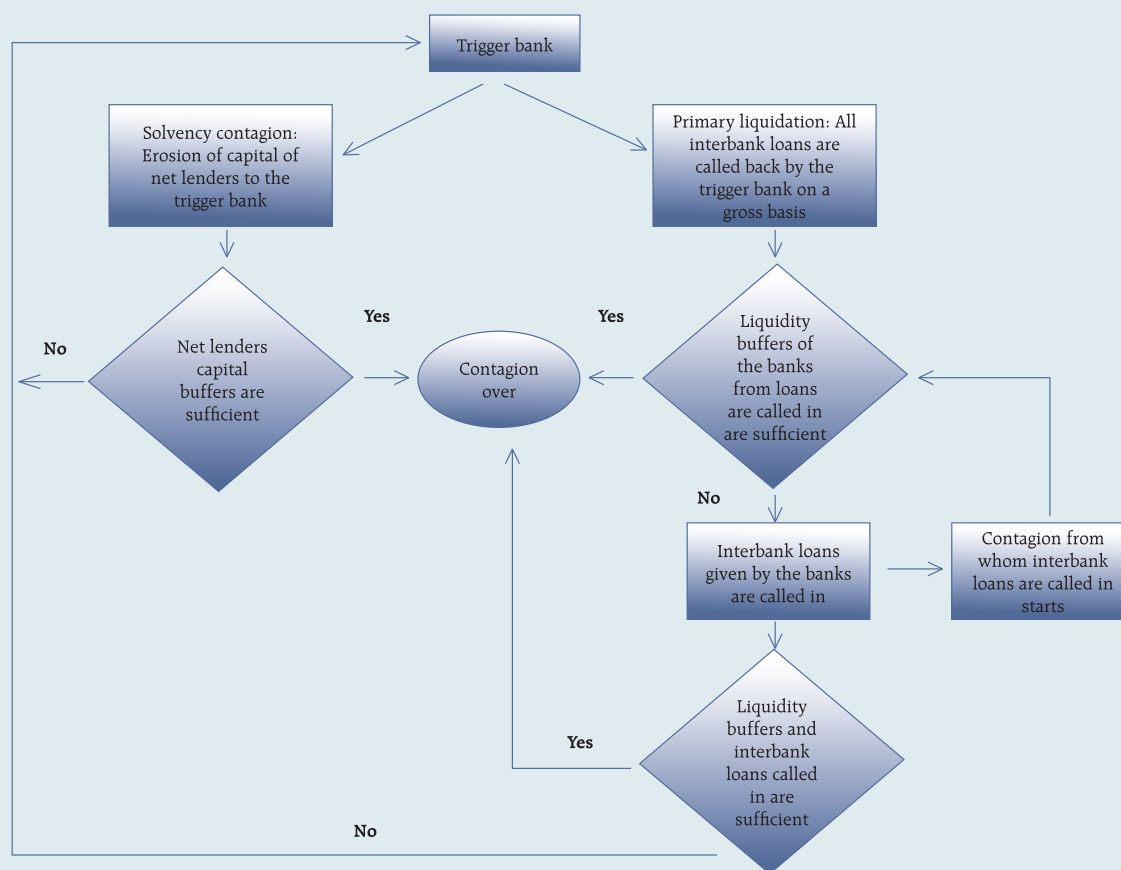 Trigger bank
Solvency contagion:
Erosion of capital of
net lenders to the
trigger bank
Primary liquidation: All
interbank loans are
called back by the
trigger bank on a
gross basis
No
Net lenders
capital
buffers are
sufficient
Yes
Contagion
over
Yes
Liquidity
buffers of
the banks
from loans
are called in
are sufficient
No
Interbank loans
given by the banks
are called in
Contagion from
whom interbank
loans are called in
starts
Liquidity
buffers and
interbank
loans called
in are
sufficient
Yes
No